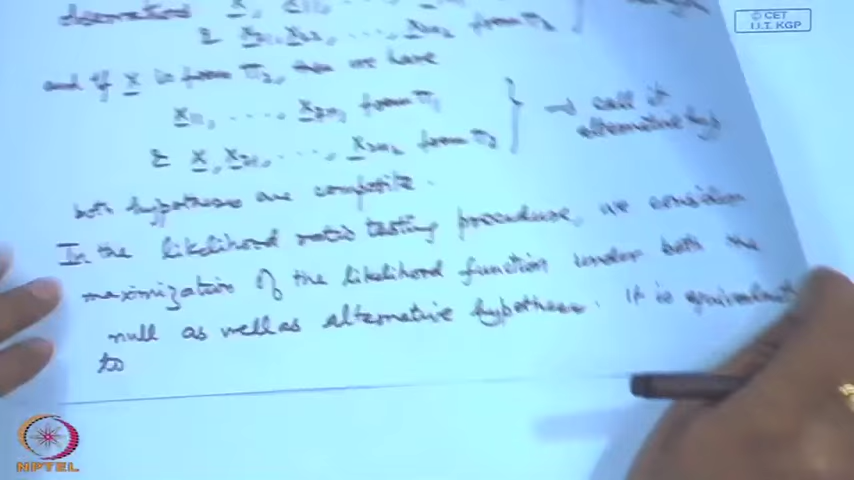 observations X, X11,
& X21, X22, ..., X2n2 from π2
© CET
I.I.T. KGP
and if X is from π2, then we have
X11, ...., X1n1 from π1
& X, X21, ...., X2n2 from π2
→ call it
alternative hyp
both hypotheses are composite.
In the likelihood ratio testing procedure, we consider
maximization of the likelihood function under both the
null as well as alternative hypotheses. It is equivalent
to
NPTEL